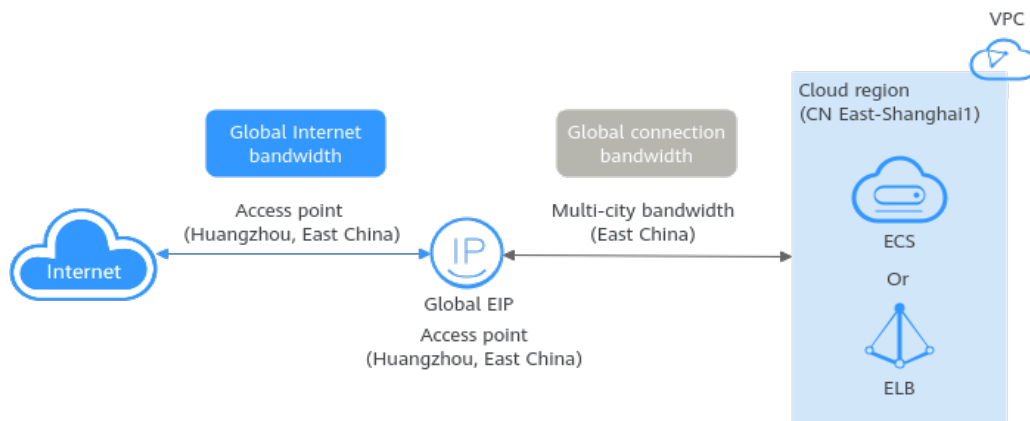 VPC
Cloud region
(CN East-Shanghai1)
Global Internet
bandwidth
Global connection
bandwidth
Access point
(Huangzhou, East China)
Multi-city bandwidth
(East China)
Internet
IP
Global EIP
Access point
(Huangzhou, East China)
ECS
Or
ELB